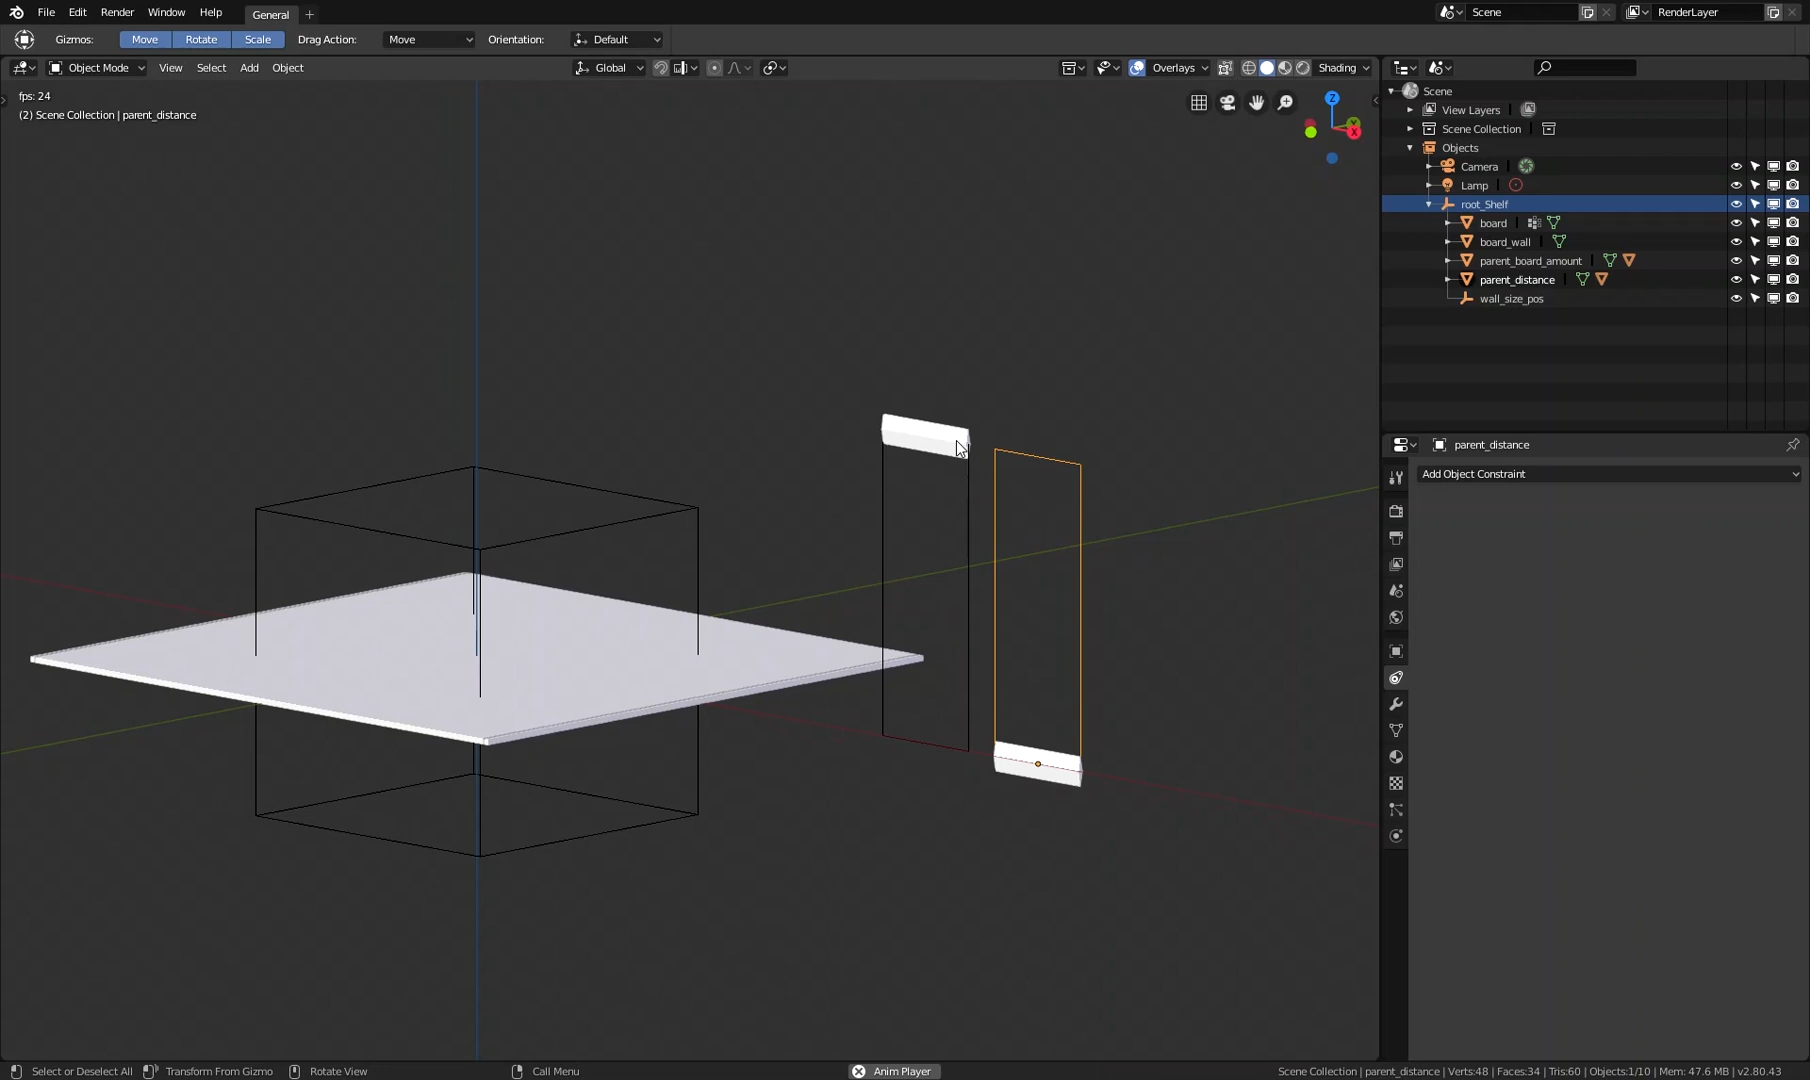 File Edit Render Window Help General + Scene RenderLayer
Gizmos: Move Rotate Scale Drag Action: Move Orientation: Default
Object Mode View Select Add Object Global Overlays Shading
fps: 24
(2) Scene Collection | parent_distance
Z
Y
X
Scene
View Layers
Scene Collection
Objects
Camera
Lamp
root_Shelf
board
board_wall
parent_board_amount
parent_distance
wall_size_pos
parent_distance
Add Object Constraint
Select or Deselect All Transform From Gizmo Rotate View Call Menu Anim Player Scene Collection | parent_distance | Verts:48 | Faces:34 | Tris:60 | Objects:1/10 | Mem: 47.6 MB | v2.80.43